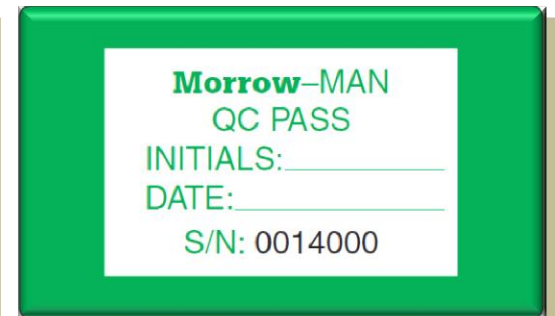 Morrow–MAN
QC PASS
INITIALS:
DATE:
S/N: 0014000